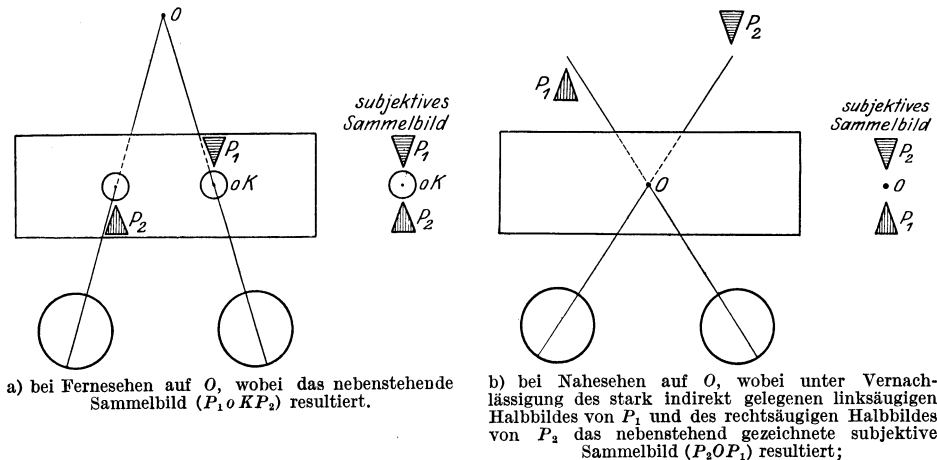 O
subjektives
Sammelbild
P1
P1
oK
oK
P2
P2
a) bei Fernesehen auf O, wobei das nebenstehende
Sammelbild (P1 o K P2) resultiert.
P2
P1
subjektives
Sammelbild
P2
O
O
P1
b) bei Nahesehen auf O, wobei unter Vernach-
lässigung des stark indirekt gelegenen linksäugigen
Halbbildes von P1 und des rechtsäugigen Halbbildes
von P2 das nebenstehend gezeichnete subjektive
Sammelbild (P2OP1) resultiert;